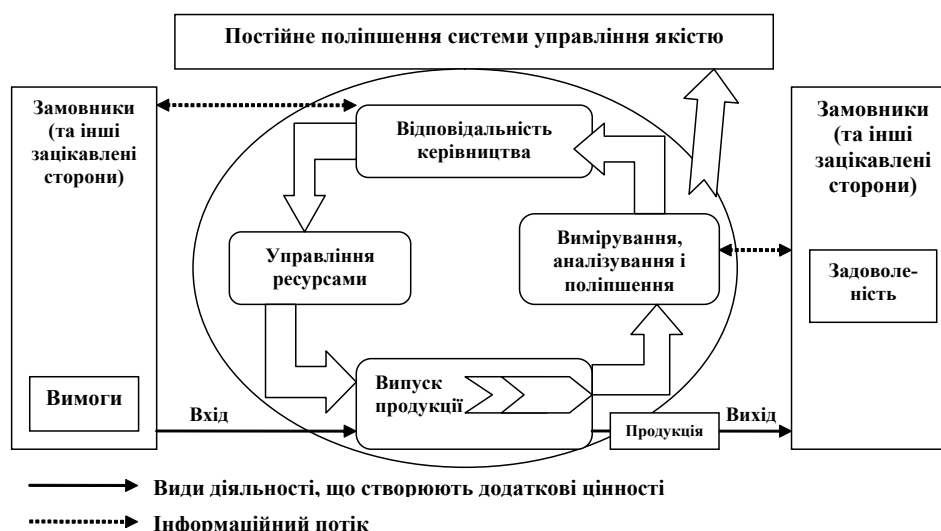 Постійне поліпшення системи управління якістю
Замовники
(та інші
зацікавлені
сторони)
Вимоги
Відповідальність
керівництва
Управління
ресурсами
Вимірування,
аналізування і
поліпшення
Випуск
продукції
Вхід
Продукція
Вихід
Замовники
(та інші
зацікавлені
сторони)
Задоволе-
ність
Види діяльності, що створюють додаткові цінності
Інформаційний потік